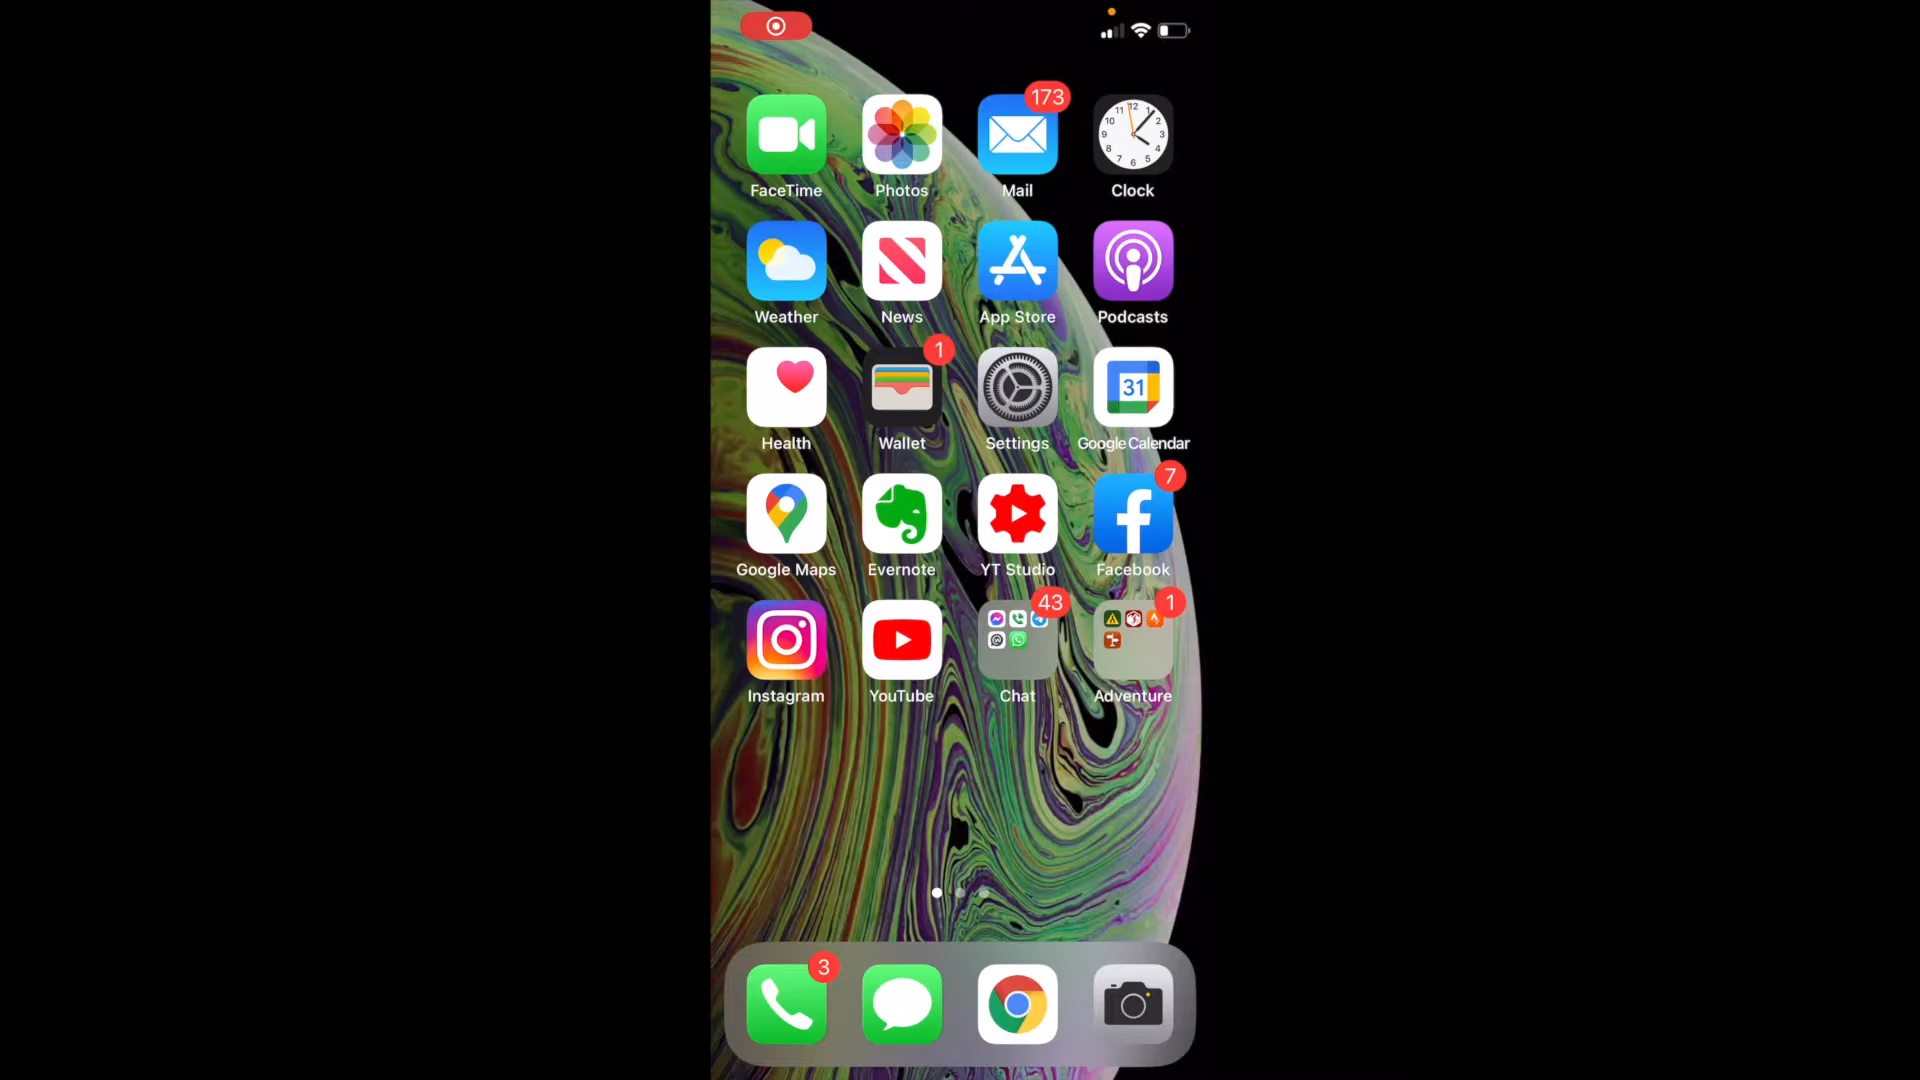 173
FaceTime Photos Mail Clock
Weather News App Store Podcasts
1
31
Health Wallet Settings Google Calendar
7
Google Maps Evernote YT Studio Facebook
43 1
Instagram YouTube Chat Adventure
3